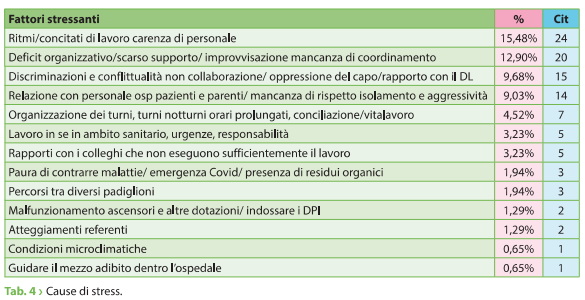 Fattori stressanti % Cit
Ritmi/concitati di lavoro carenza di personale 15,48% 24
Deficit organizzativo/scarso supporto/ improvvisazione mancanza di coordinamento 12,90% 20
Discriminazioni e conflittualità non collaborazione/ oppressione del capo/rapporto con il DL 9,68% 15
Relazione con personale osp pazienti e parenti/ mancanza di rispetto isolamento e aggressività 9,03% 14
Organizzazione dei turni, turni notturni orari prolungati, conciliazione/vitalavoro 4,52% 7
Lavoro in se in ambito sanitario, urgenze, responsabilità 3,23% 5
Rapporti con i colleghi che non eseguono sufficientemente il lavoro 3,23% 5
Paura di contrarre malattie/ emergenza Covid/ presenza di residui organici 1,94% 3
Percorsi tra diversi padiglioni 1,94% 3
Malfunzionamento ascensori e altre dotazioni/ indossare i DPI 1,29% 2
Atteggiamenti referenti 1,29% 2
Condizioni microclimatiche 0,65% 1
Guidare il mezzo adibito dentro l'ospedale 0,65% 1
Tab. 4 › Cause di stress.